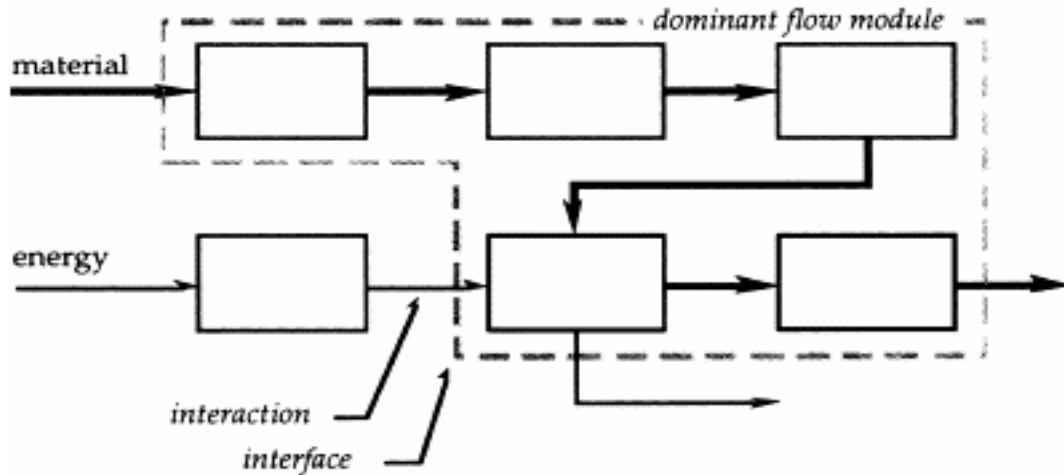 dominant flow module
material
energy
interaction
interface